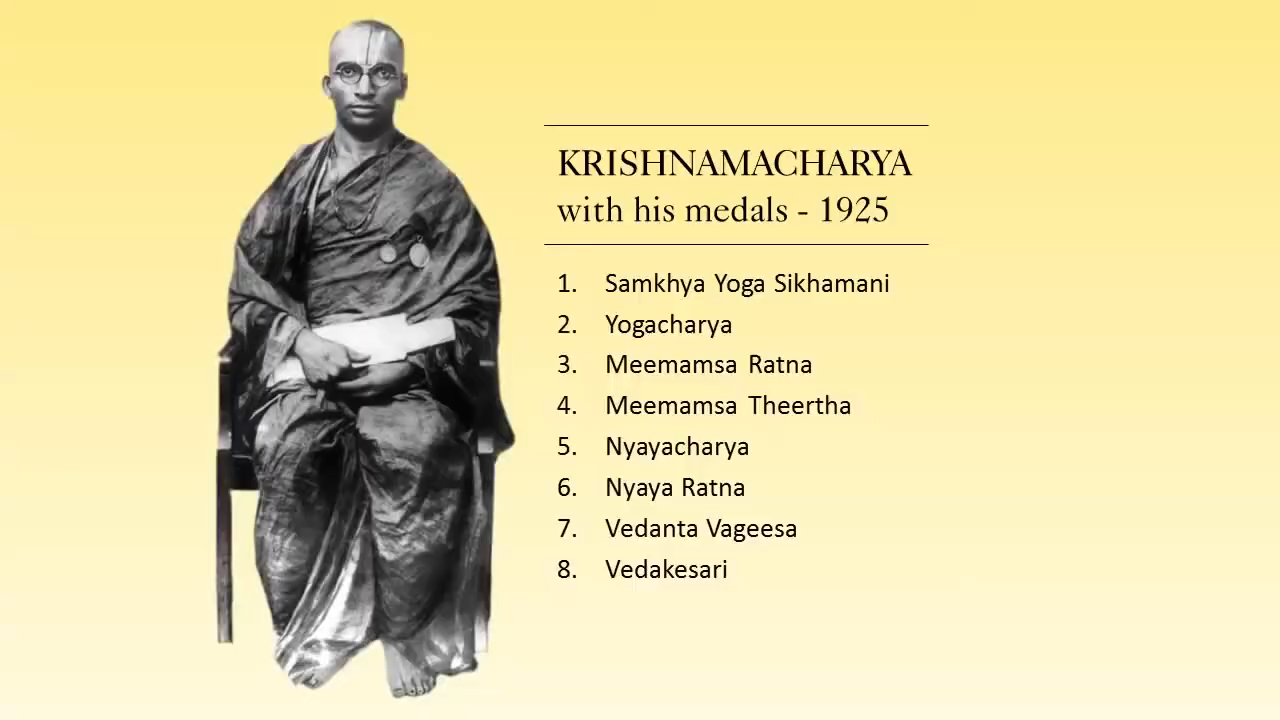 KRISHNAMACHARYA
with his medals - 1925
1. Samkhya Yoga Sikhamani
2. Yogacharya
3. Meemamsa Ratna
4. Meemamsa Theertha
5. Nyayacharya
6. Nyaya Ratna
7. Vedanta Vageesa
8. Vedakesari